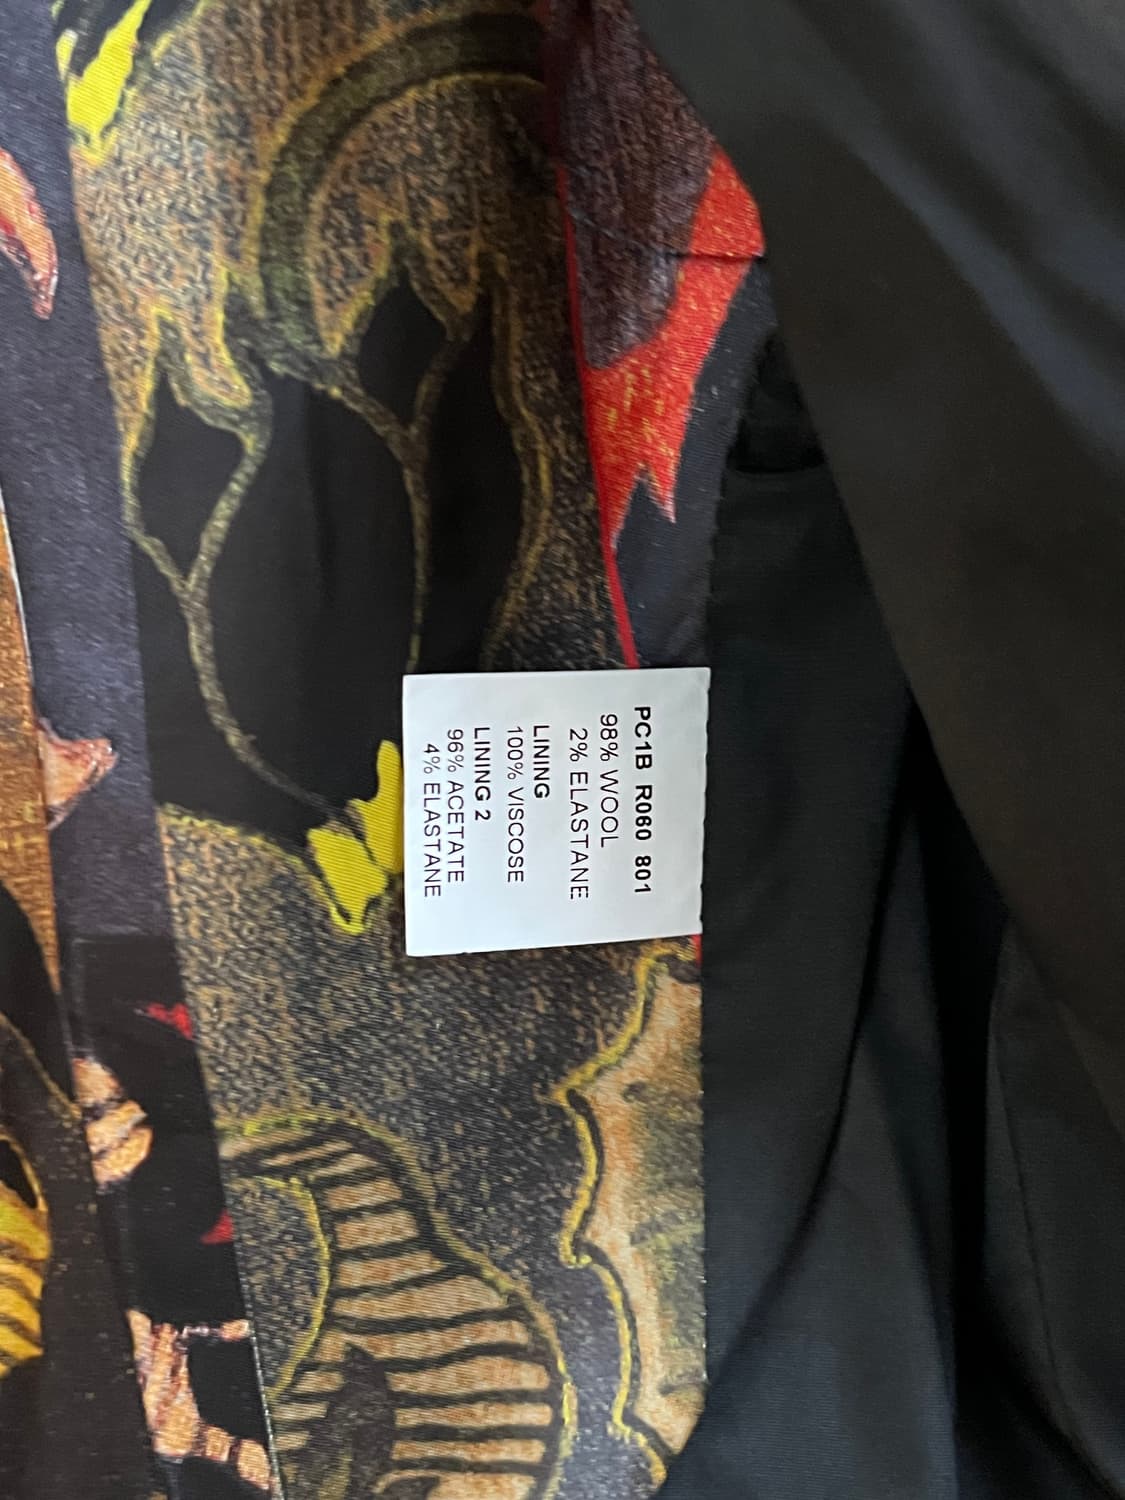 PC1B R060 801
98% WOOL
2% ELASTANE
LINING
100% VISCOSE
LINING 2
96% ACETATE
4% ELASTANE